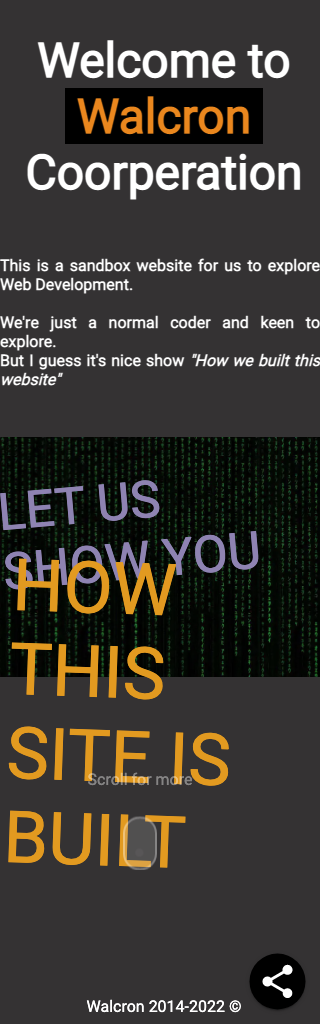 Welcome to
Walcron
Coorperation
This is a sandbox website for us to explore
Web Development.
We're just a normal coder and keen to
explore.
But I guess it's nice show "How we built this
website"
LET US
SHOW YOU
HOW
THIS
SITE IS
BUILT
Scroll for more
Walcron 2014-2022 ©